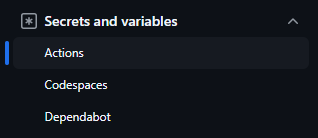 Secrets and variables
Actions
Codespaces
Dependabot